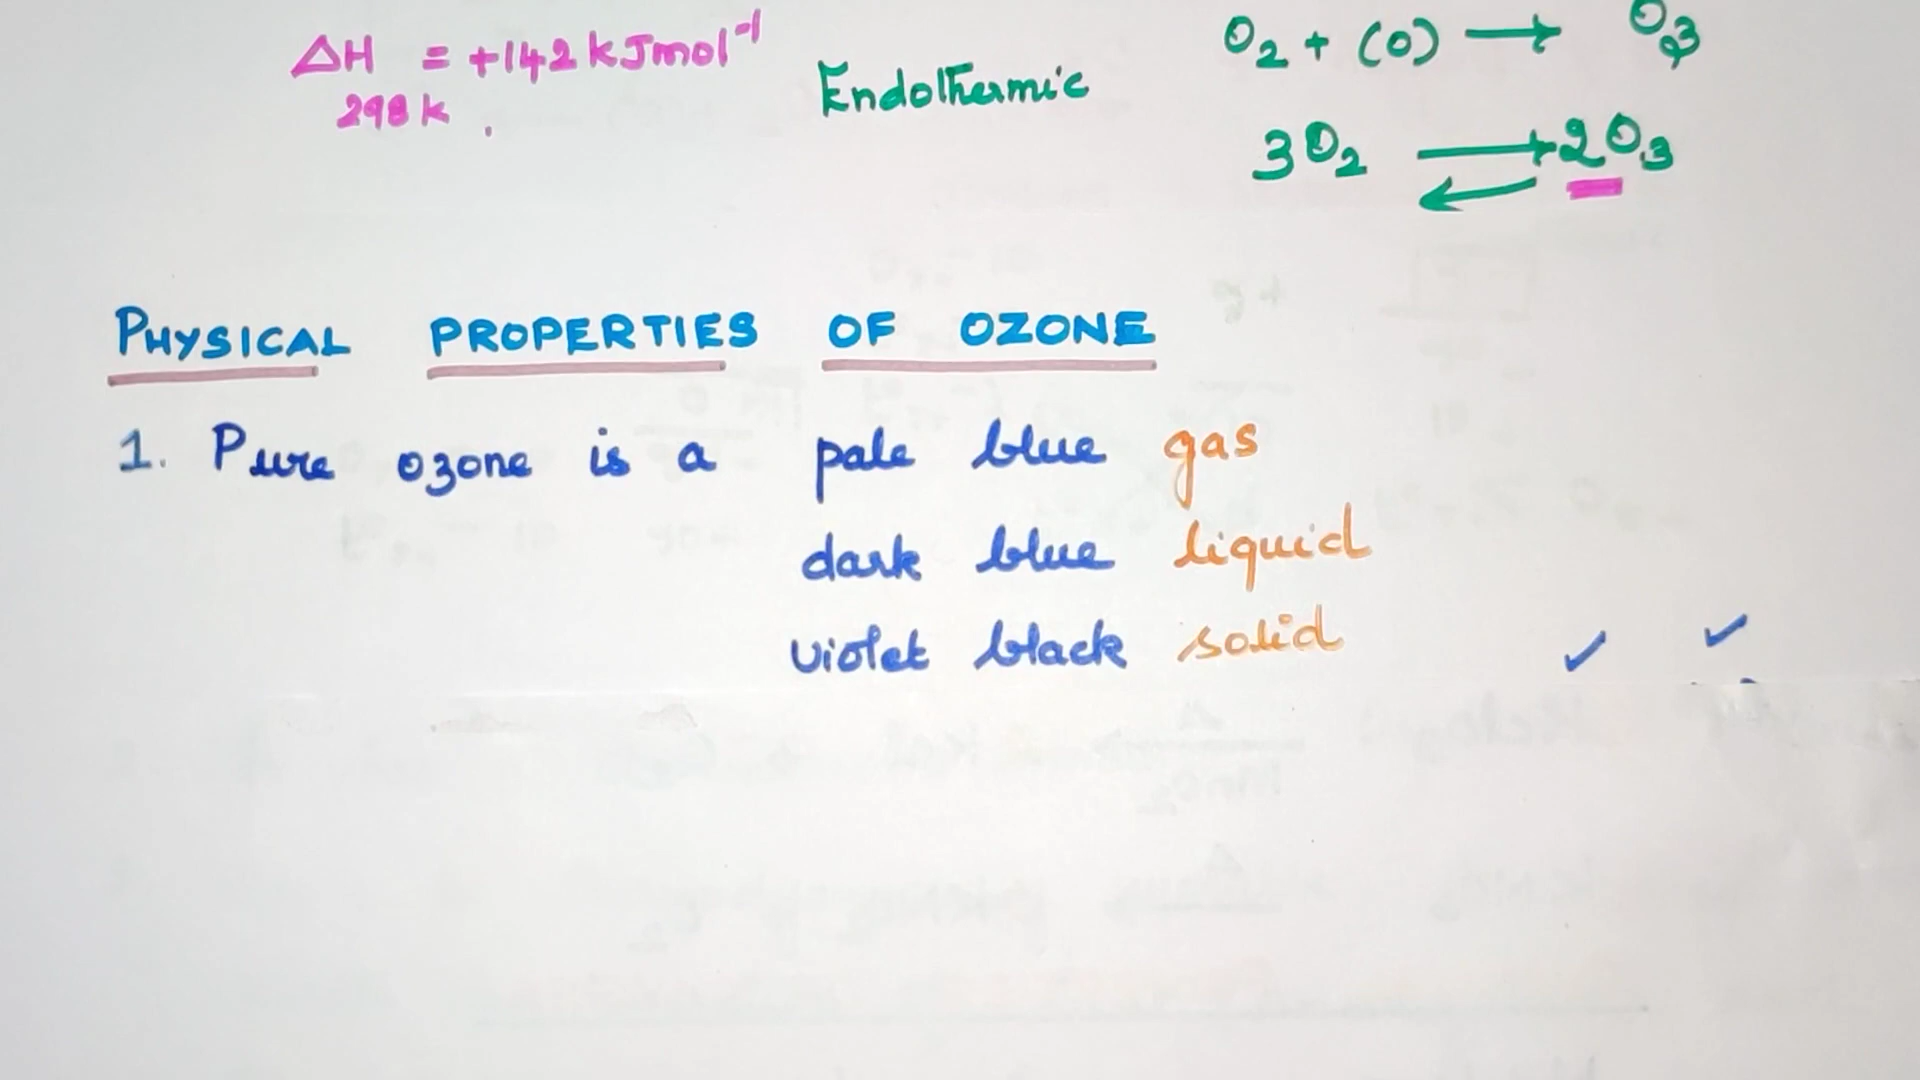 ΔH = +142 kJmol⁻¹
298 k.
Endothermic
O₂ + (O) → O₃
3O₂ ⇌ 2O₃
PHYSICAL PROPERTIES OF OZONE
1. Pure ozone is a pale blue gas
dark blue liquid
violet black solid